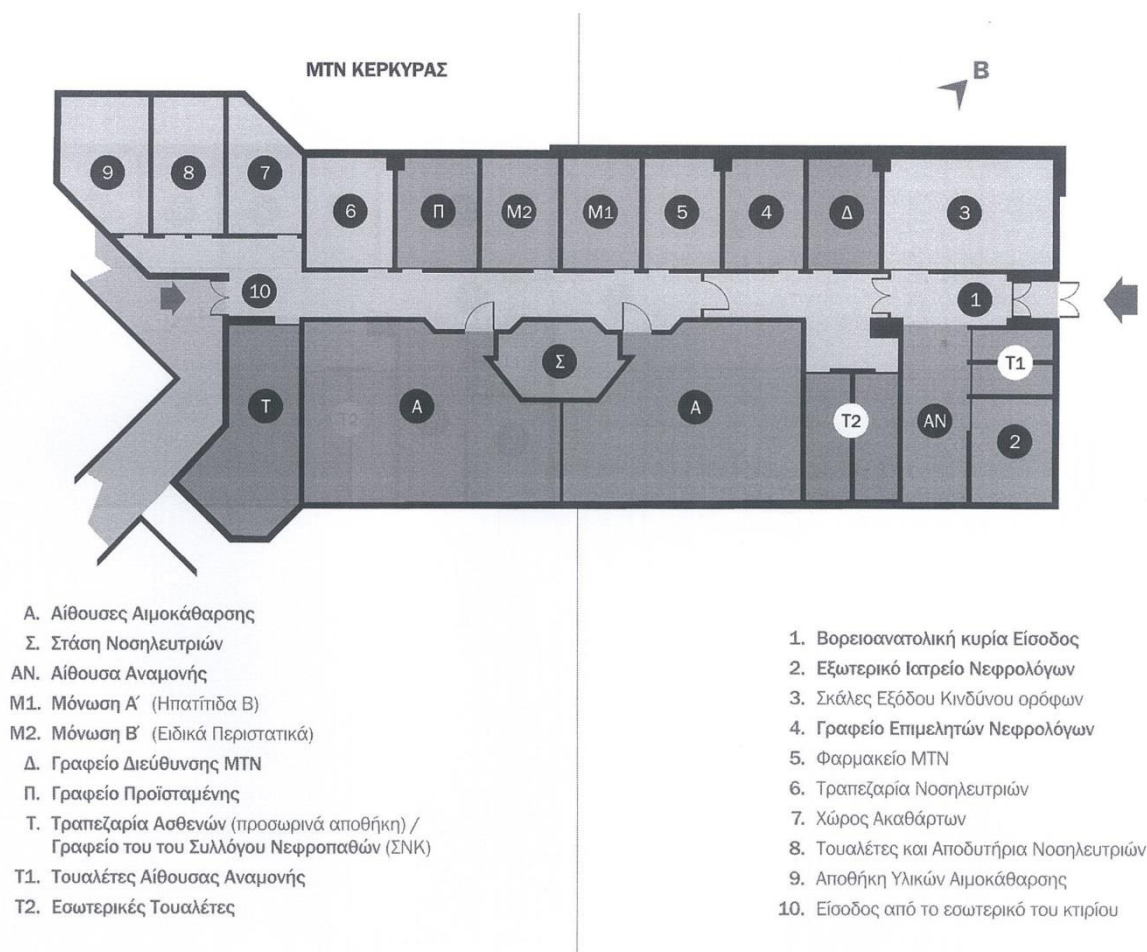 ΜΤΝ ΚΕΡΚΥΡΑΣ
Β
9
8
7
6
Π
Μ2
Μ1
5
4
Δ
3
10
1
Σ
Τ1
Τ
Α
Α
Τ2
ΑΝ
2
Α. Αίθουσες Αιμοκάθαρσης
Σ. Στάση Νοσηλευτριών
ΑΝ. Αίθουσα Αναμονής
Μ1. Μόνωση Α΄ (Ηπατίτιδα Β)
Μ2. Μόνωση Β΄ (Ειδικά Περιστατικά)
Δ. Γραφείο Διεύθυνσης ΜΤΝ
Π. Γραφείο Προϊσταμένης
Τ. Τραπεζαρία Ασθενών (προσωρινά αποθήκη) /
Γραφείο του του Συλλόγου Νεφροπαθών (ΣΝΚ)
Τ1. Τουαλέτες Αίθουσας Αναμονής
Τ2. Εσωτερικές Τουαλέτες
1. Βορειοανατολική κυρία Είσοδος
2. Εξωτερικό Ιατρείο Νεφρολόγων
3. Σκάλες Εξόδου Κινδύνου ορόφων
4. Γραφείο Επιμελητών Νεφρολόγων
5. Φαρμακείο ΜΤΝ
6. Τραπεζαρία Νοσηλευτριών
7. Χώρος Ακαθάρτων
8. Τουαλέτες και Αποδυτήρια Νοσηλευτριών
9. Αποθήκη Υλικών Αιμοκάθαρσης
10. Είσοδος από το εσωτερικό του κτιρίου